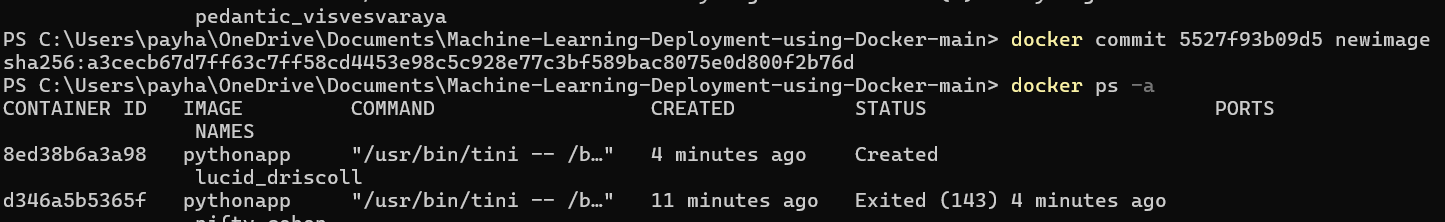 pedantic_visvesvaraya
PS C:\Users\payha\OneDrive\Documents\Machine-Learning-Deployment-using-Docker-main> docker commit 5527f93b09d5 newimage
sha256:a3cecb67d7ff63c7ff58cd4453e98c5c928e77c3bf589bac8075e0d800f2b76d
PS C:\Users\payha\OneDrive\Documents\Machine-Learning-Deployment-using-Docker-main> docker ps -a
CONTAINER ID   IMAGE       COMMAND                  CREATED          STATUS                       PORTS
NAMES
8ed38b6a3a98   pythonapp   "/usr/bin/tini -- /b…"   4 minutes ago    Created
lucid_driscoll
d346a5b5365f   pythonapp   "/usr/bin/tini -- /b…"   11 minutes ago   Exited (143) 4 minutes ago